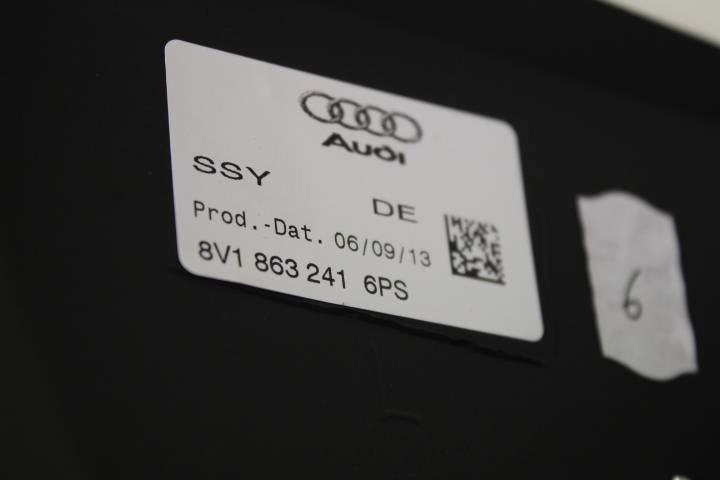 Audi
SSY
DE
Prod.-Dat. 06/09/13
8V1 863 241 6PS
6